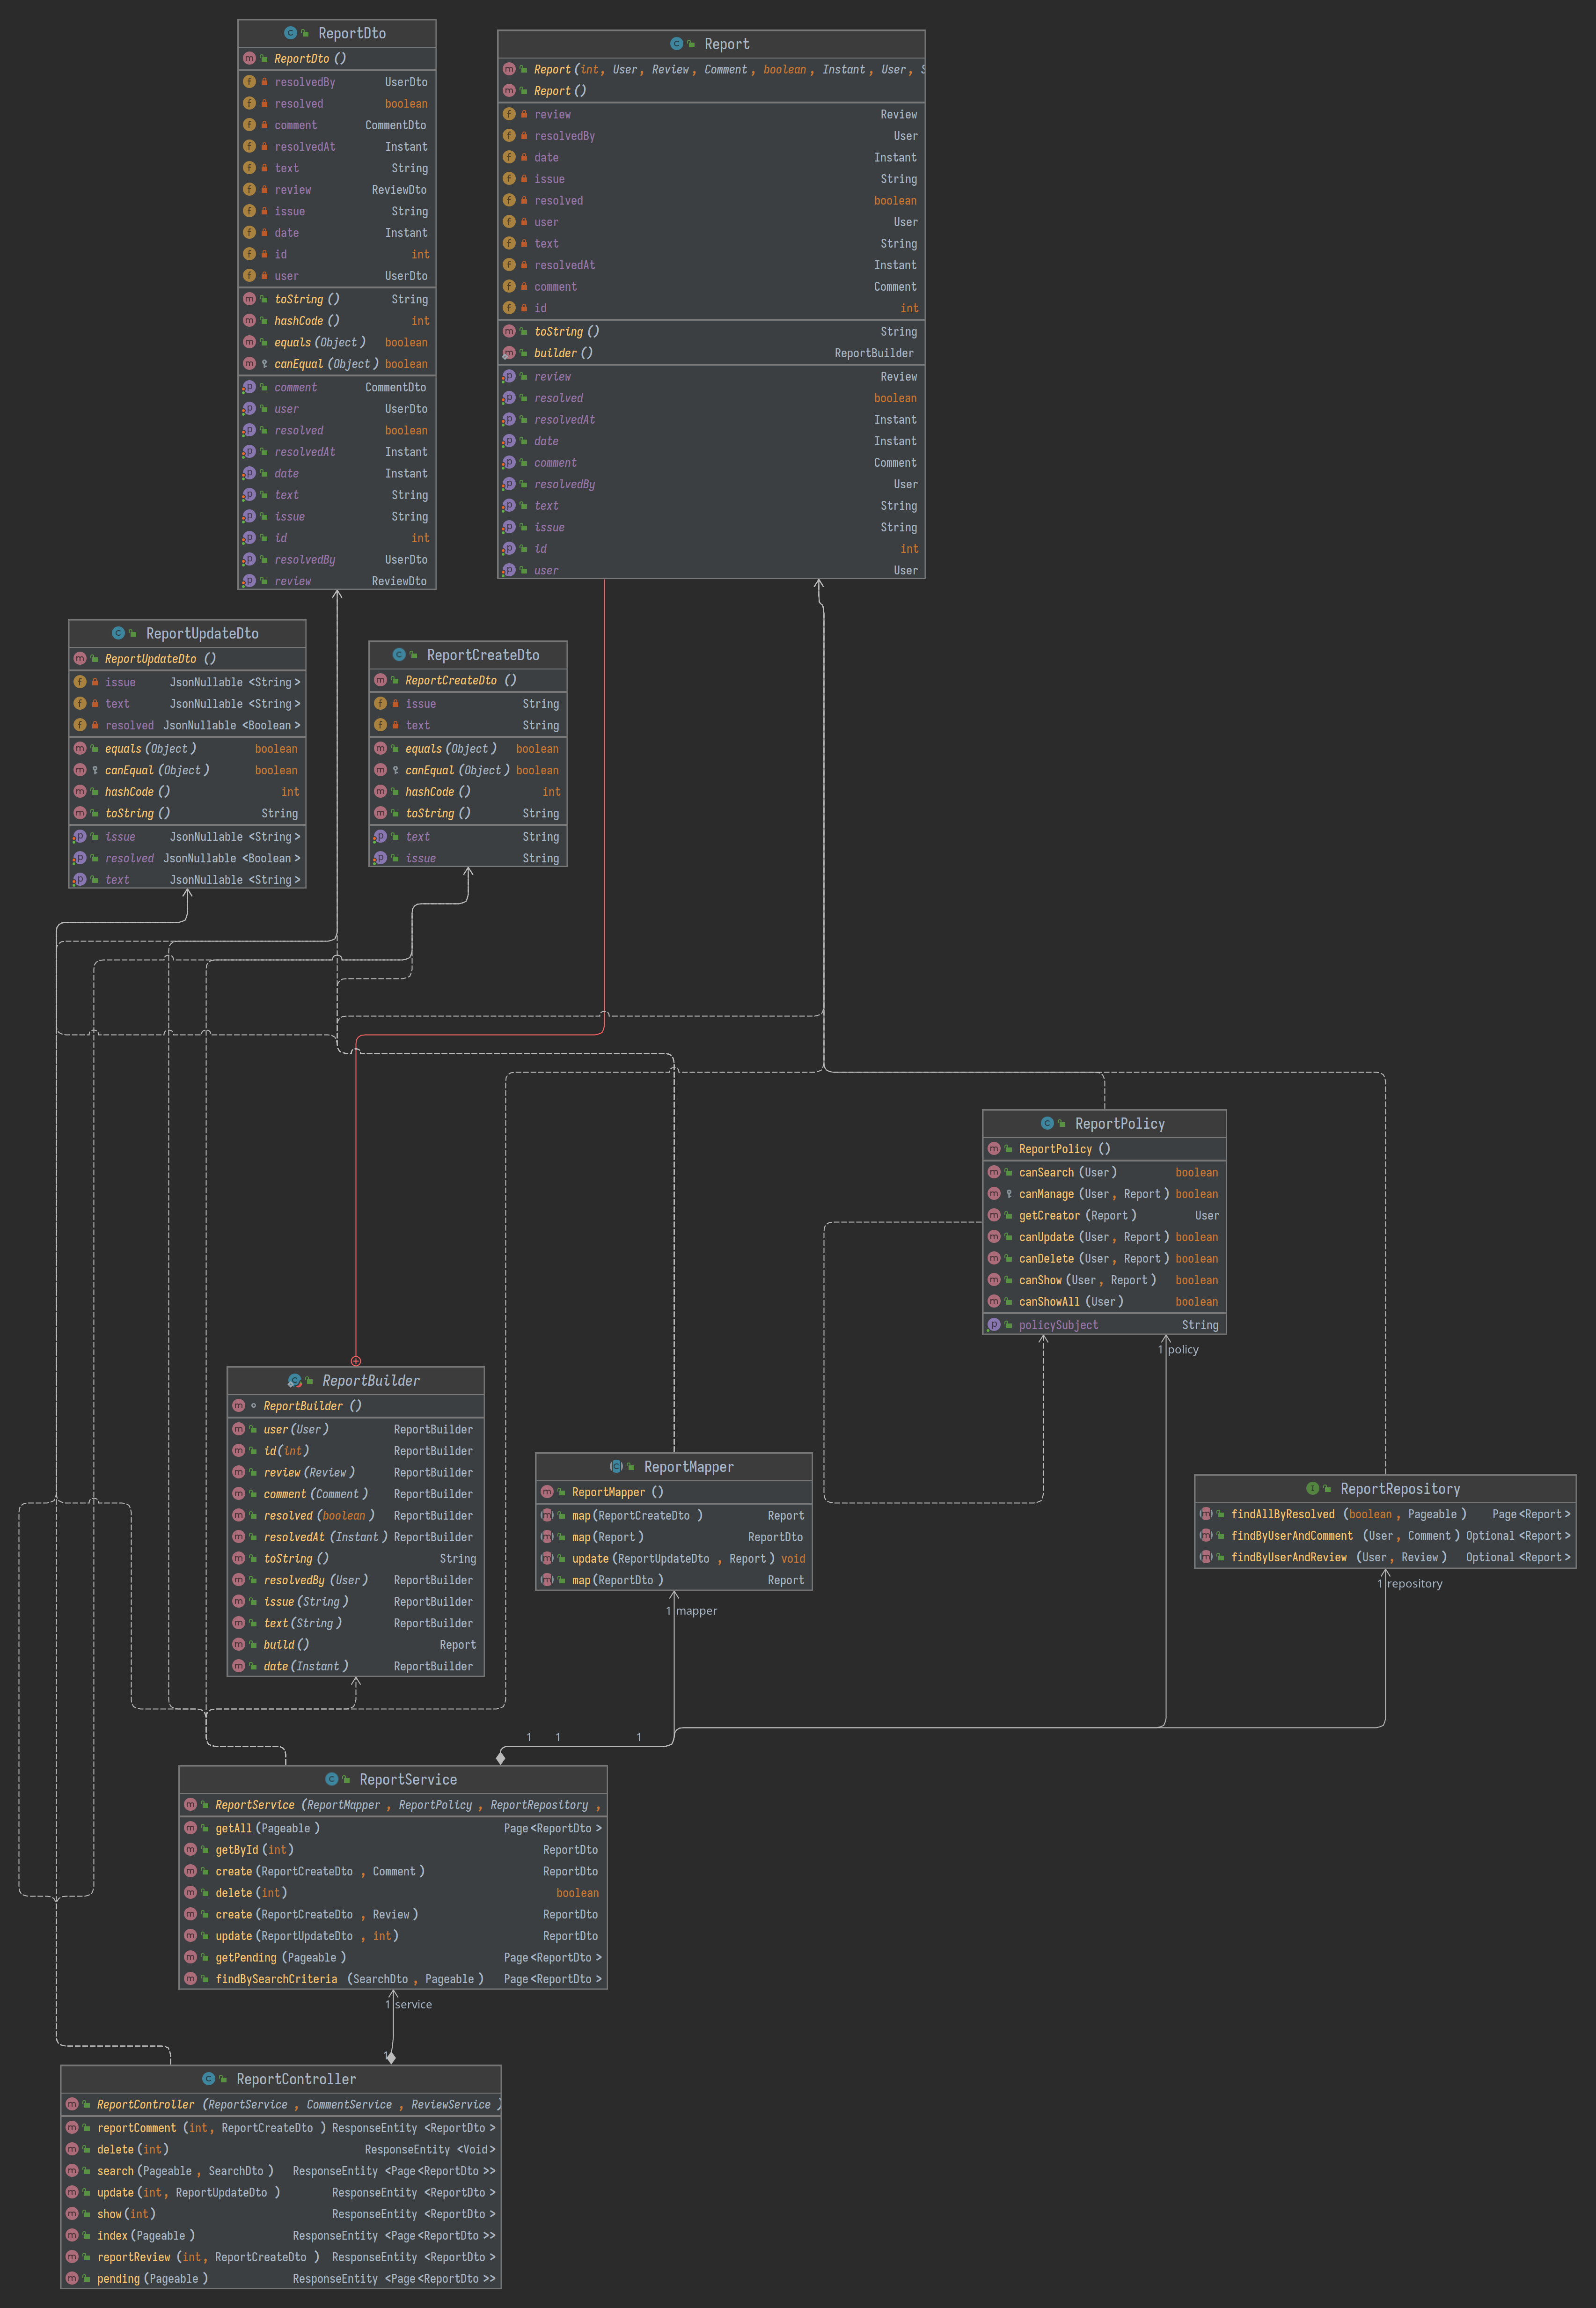 ReportDto
ReportDto ()
resolvedBy UserDto
resolved boolean
comment CommentDto
resolvedAt Instant
text String
review ReviewDto
issue String
date Instant
id int
user UserDto
toString () String
hashCode () int
equals (Object) boolean
canEqual (Object) boolean
comment CommentDto
user UserDto
resolved boolean
resolvedAt Instant
date Instant
text String
issue String
id int
resolvedBy UserDto
review ReviewDto
Report
Report (int, User, Review, Comment, boolean, Instant, User, S
Report ()
review Review
resolvedBy User
date Instant
issue String
resolved boolean
user User
text String
resolvedAt Instant
comment Comment
id int
toString () String
builder () ReportBuilder
review Review
resolved boolean
resolvedAt Instant
date Instant
comment Comment
resolvedBy User
text String
issue String
id int
user User
ReportUpdateDto
ReportUpdateDto ()
issue JsonNullable <String>
text JsonNullable <String>
resolved JsonNullable <Boolean>
equals (Object) boolean
canEqual (Object) boolean
hashCode () int
toString () String
issue JsonNullable <String>
resolved JsonNullable <Boolean>
text JsonNullable <String>
ReportCreateDto
ReportCreateDto ()
issue String
text String
equals (Object) boolean
canEqual (Object) boolean
hashCode () int
toString () String
text String
issue String
ReportPolicy
ReportPolicy ()
canSearch (User) boolean
canManage (User, Report) boolean
getCreator (Report) User
canUpdate (User, Report) boolean
canDelete (User, Report) boolean
canShow (User, Report) boolean
canShowAll (User) boolean
policySubject String
1 policy
ReportBuilder
ReportBuilder ()
user (User) ReportBuilder
id (int) ReportBuilder
review (Review) ReportBuilder
comment (Comment) ReportBuilder
resolved (boolean) ReportBuilder
resolvedAt (Instant) ReportBuilder
toString () String
resolvedBy (User) ReportBuilder
issue (String) ReportBuilder
text (String) ReportBuilder
build () Report
date (Instant) ReportBuilder
ReportMapper
ReportMapper ()
map (ReportCreateDto) Report
map (Report) ReportDto
update (ReportUpdateDto, Report) void
map (ReportDto) Report
1 mapper
ReportRepository
findAllByResolved (boolean, Pageable) Page <Report>
findByUserAndComment (User, Comment) Optional <Report>
findByUserAndReview (User, Review) Optional <Report>
1 repository
1 1 1
ReportService
ReportService (ReportMapper, ReportPolicy, ReportRepository,
getAll (Pageable) Page <ReportDto>
getById (int) ReportDto
create (ReportCreateDto, Comment) ReportDto
delete (int) boolean
create (ReportCreateDto, Review) ReportDto
update (ReportUpdateDto, int) ReportDto
getPending (Pageable) Page <ReportDto>
findBySearchCriteria (SearchDto, Pageable) Page <ReportDto>
1 service
1
ReportController
ReportController (ReportService, CommentService, ReviewService)
reportComment (int, ReportCreateDto) ResponseEntity <ReportDto>
delete (int) ResponseEntity <Void>
search (Pageable, SearchDto) ResponseEntity <Page<ReportDto>>
update (int, ReportUpdateDto) ResponseEntity <ReportDto>
show (int) ResponseEntity <ReportDto>
index (Pageable) ResponseEntity <Page<ReportDto>>
reportReview (int, ReportCreateDto) ResponseEntity <ReportDto>
pending (Pageable) ResponseEntity <Page<ReportDto>>